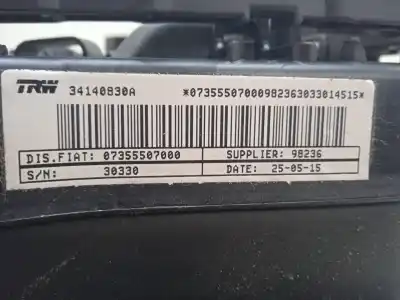 TRW 34140830A *07355507000982363033014515*
DIS.FIAT: 07355507000 SUPPLIER: 98236
S/N: 30330 DATE: 25-05-15